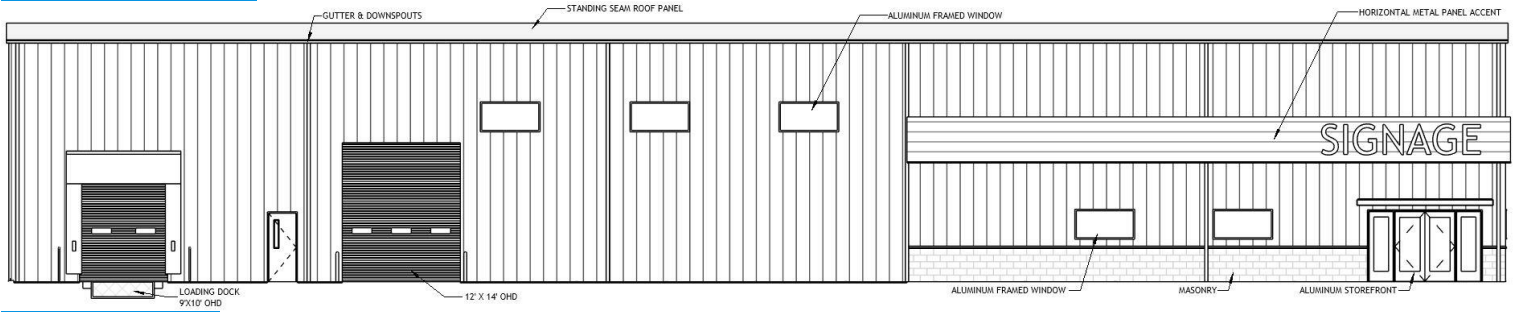 GUTTER & DOWNSPOUTS
STANDING SEAM ROOF PANEL
ALUMINUM FRAMED WINDOW
HORIZONTAL METAL PANEL ACCENT
SIGNAGE
LOADING DOCK
9'X10' OHD
12' X 14' OHD
ALUMINUM FRAMED WINDOW
MASONRY
ALUMINUM STOREFRONT